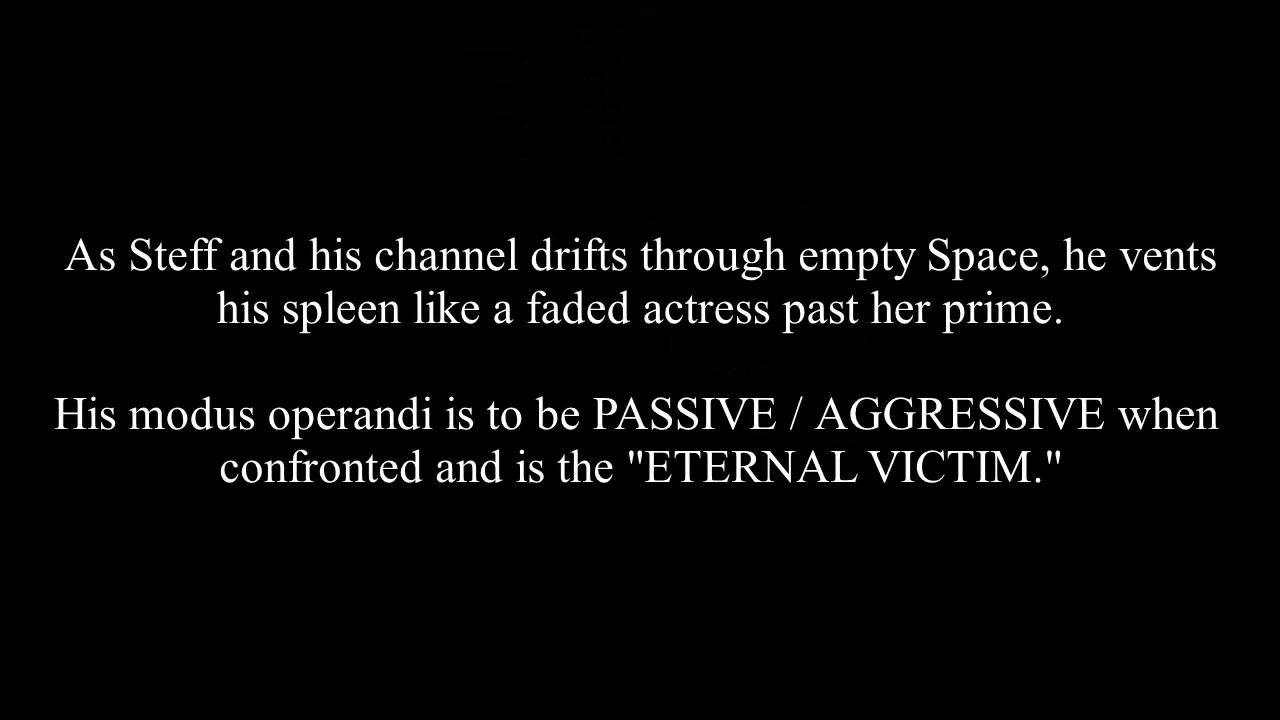 As Steff and his channel drifts through empty Space, he vents
his spleen like a faded actress past her prime.
His modus operandi is to be PASSIVE / AGGRESSIVE when
confronted and is the "ETERNAL VICTIM."